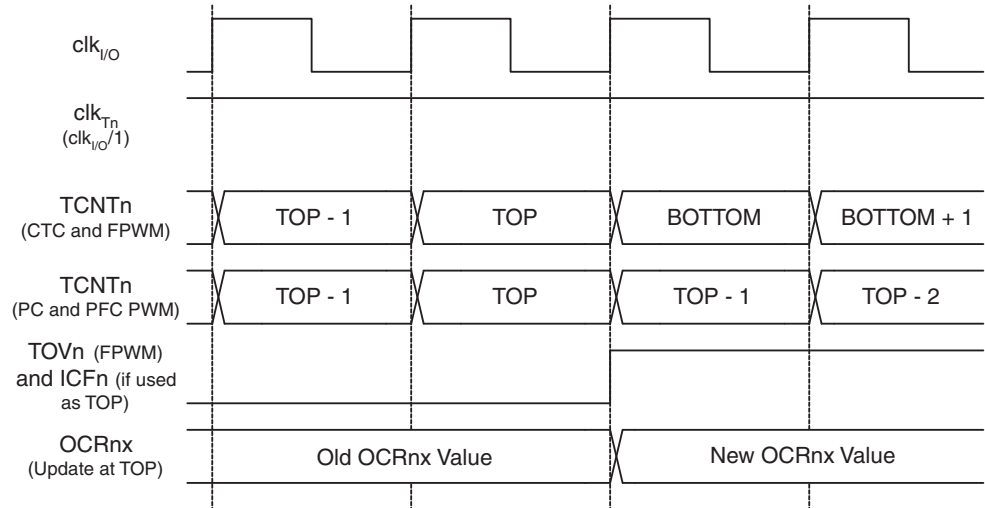 clkI/O
clkTn
(clkI/O/1)
TCNTn
(CTC and FPWM)
TOP - 1
TOP
BOTTOM
BOTTOM + 1
TCNTn
(PC and PFC PWM)
TOP - 1
TOP
TOP - 1
TOP - 2
TOVn (FPWM)
and ICFn (if used
as TOP)
OCRnx
(Update at TOP)
Old OCRnx Value
New OCRnx Value